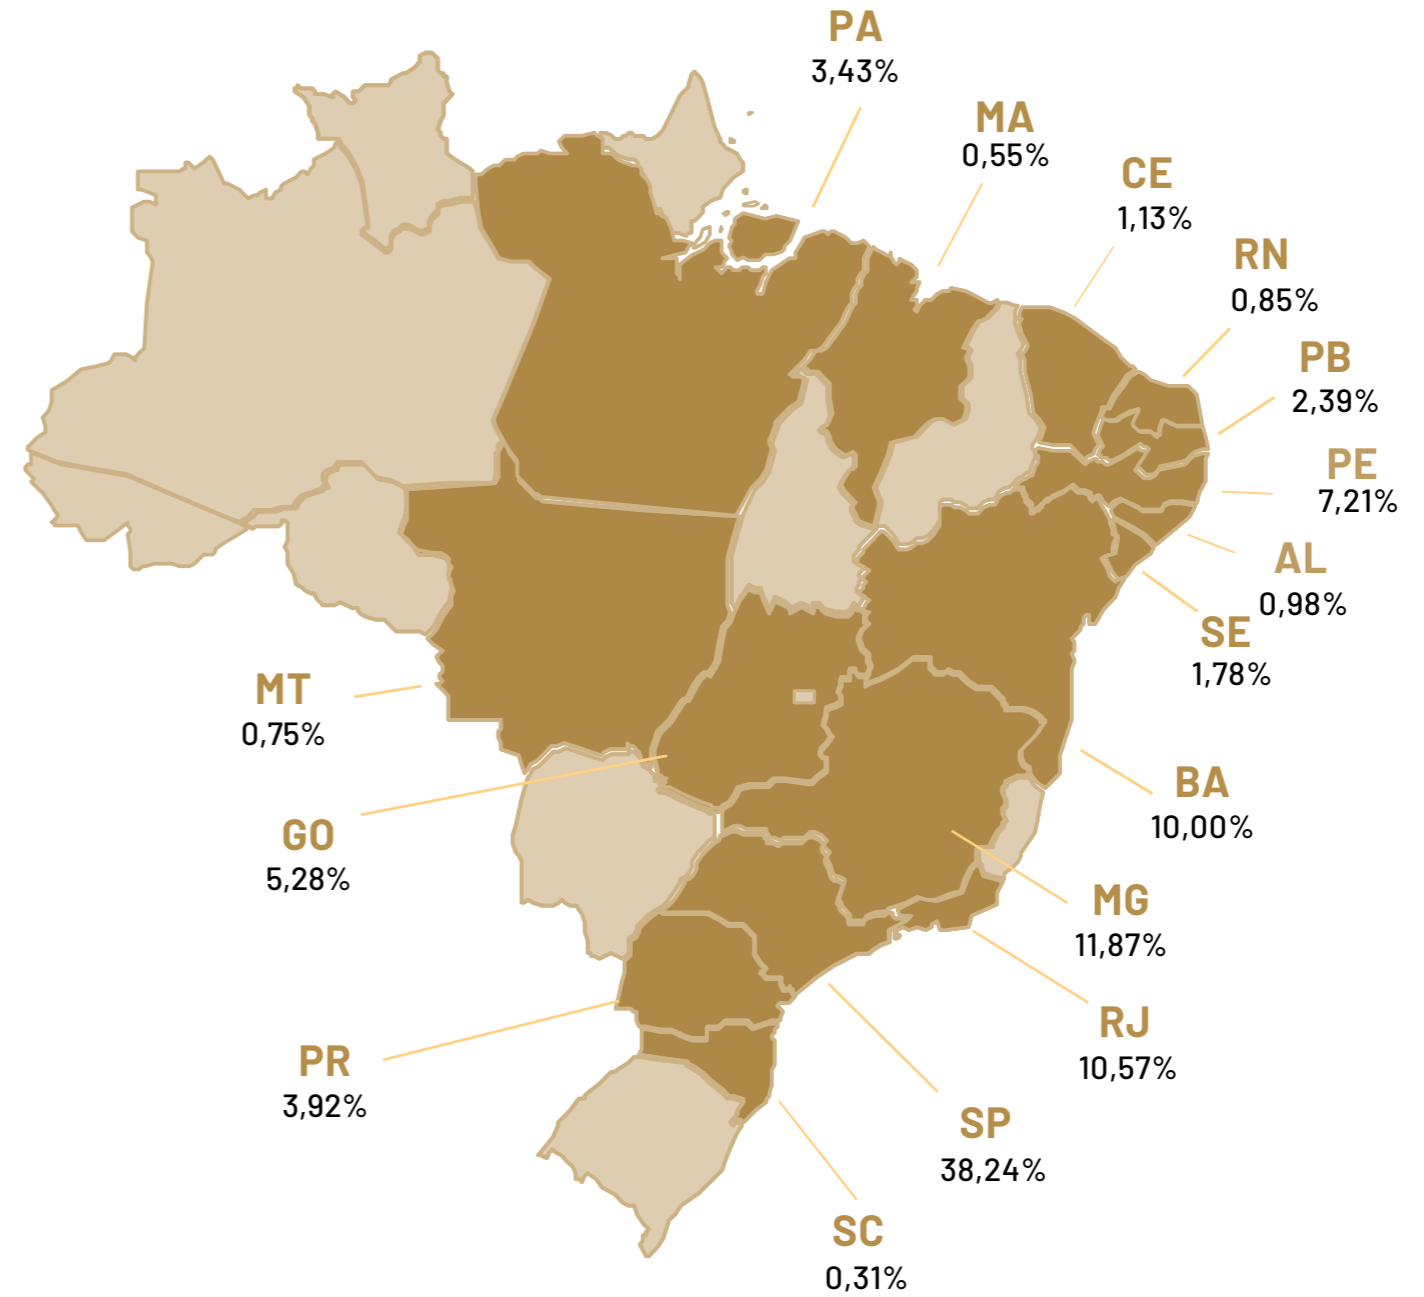 PA
3,43%
MA
0,55%
CE
1,13%
RN
0,85%
PB
2,39%
PE
7,21%
AL
0,98%
SE
1,78%
MT
0,75%
BA
10,00%
GO
5,28%
MG
11,87%
RJ
10,57%
PR
3,92%
SP
38,24%
SC
0,31%